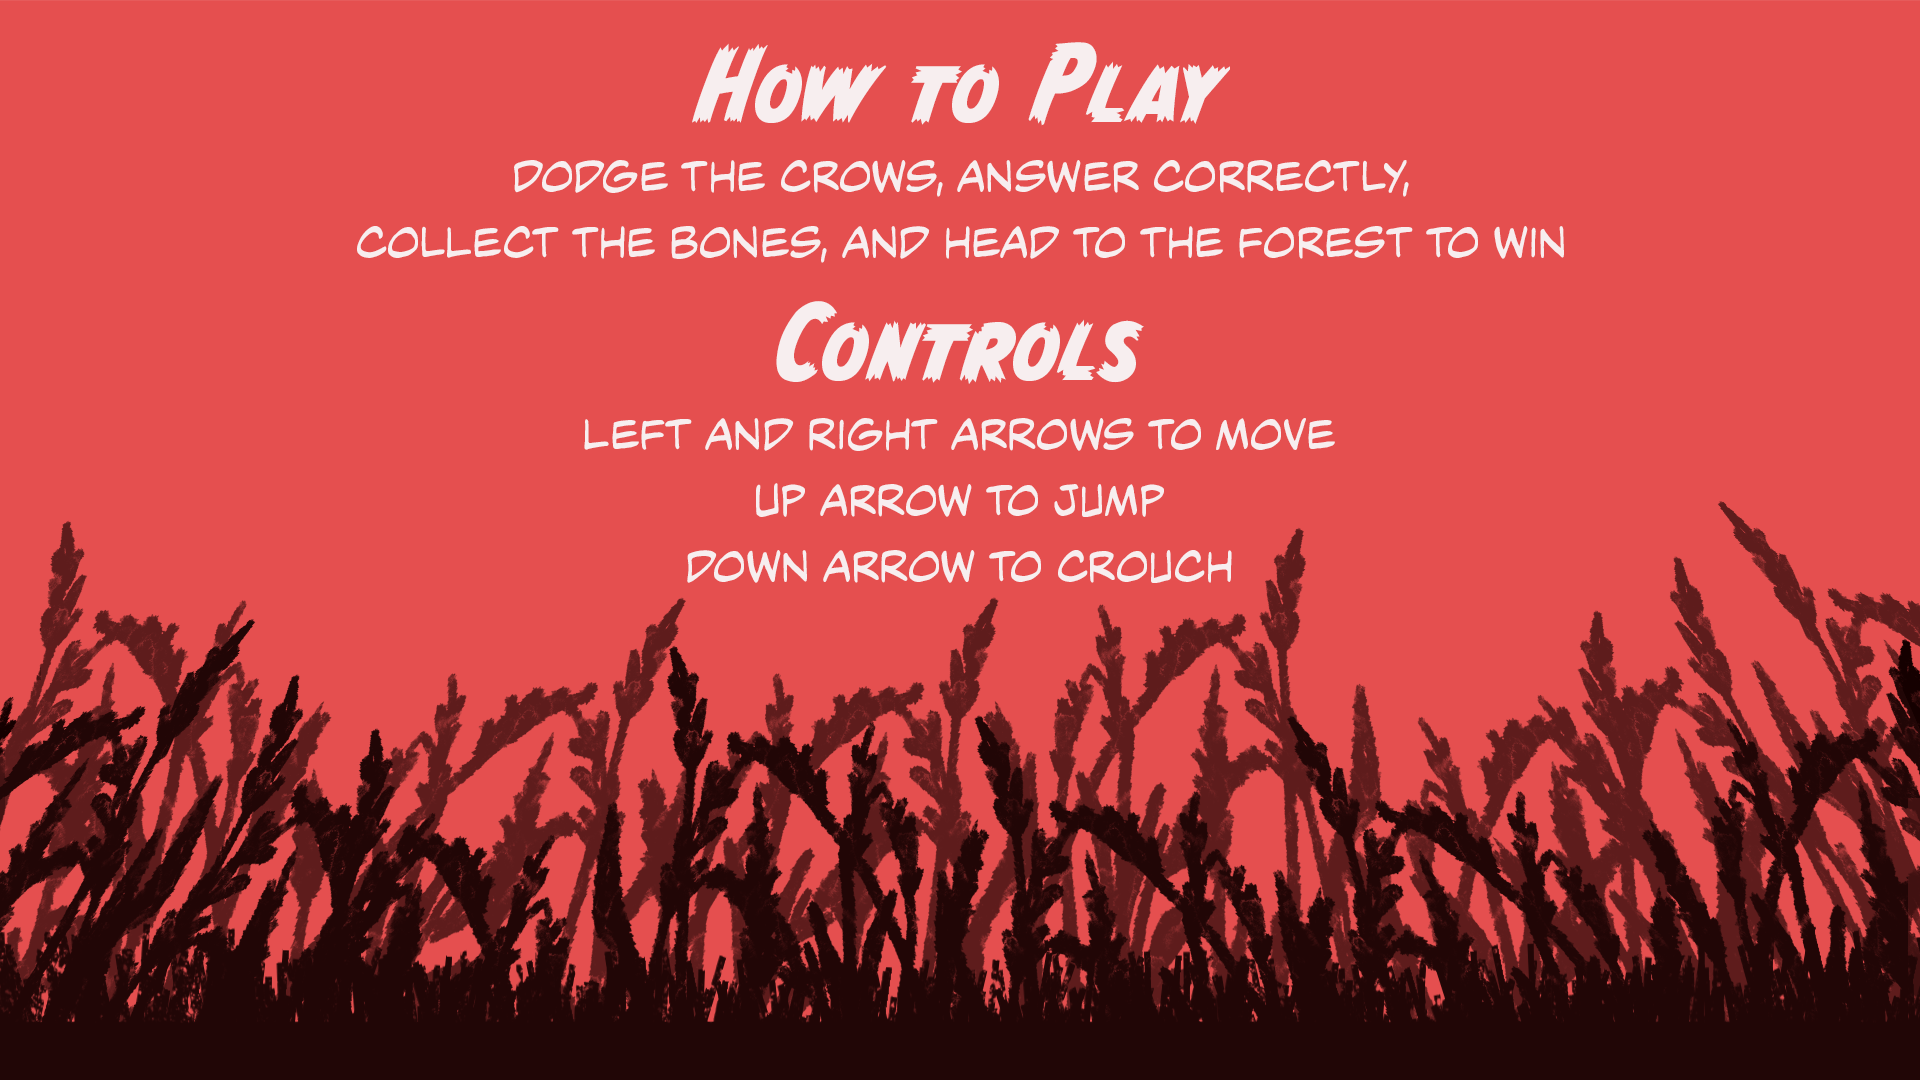 How to Play
DODGE THE CROWS, ANSWER CORRECTLY,
COLLECT THE BONES, AND HEAD TO THE FOREST TO WIN
Controls
LEFT AND RIGHT ARROWS TO MOVE
UP ARROW TO JUMP
DOWN ARROW TO CROUCH